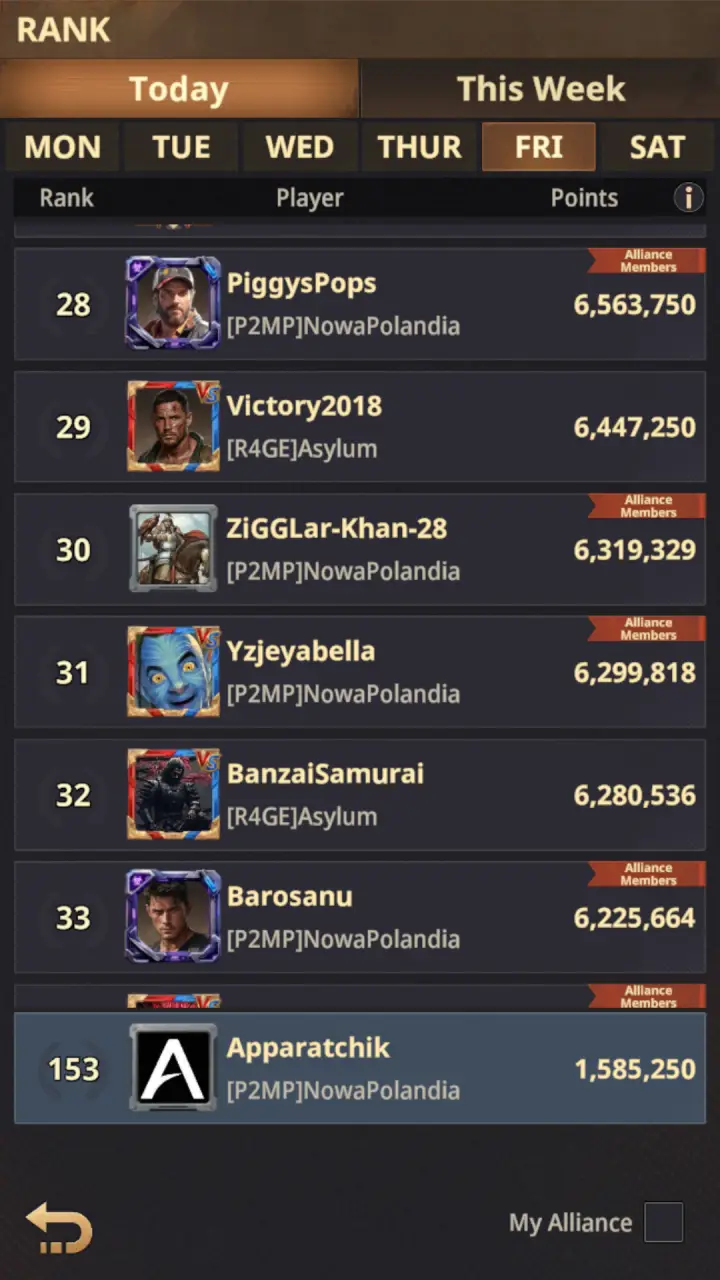 RANK
Today
This Week
MON TUE WED THUR FRI SAT
Rank Player Points i
Alliance Members
28
PiggysPops
[P2MP]NowaPolandia
6,563,750
29
VS
Victory2018
[R4GE]Asylum
6,447,250
Alliance Members
30
ZiGGLar-Khan-28
[P2MP]NowaPolandia
6,319,329
Alliance Members
31
VS
Yzjeyabella
[P2MP]NowaPolandia
6,299,818
32
VS
BanzaiSamurai
[R4GE]Asylum
6,280,536
Alliance Members
33
Barosanu
[P2MP]NowaPolandia
6,225,664
VS
Alliance Members
153
A
Apparatchik
[P2MP]NowaPolandia
1,585,250
My Alliance